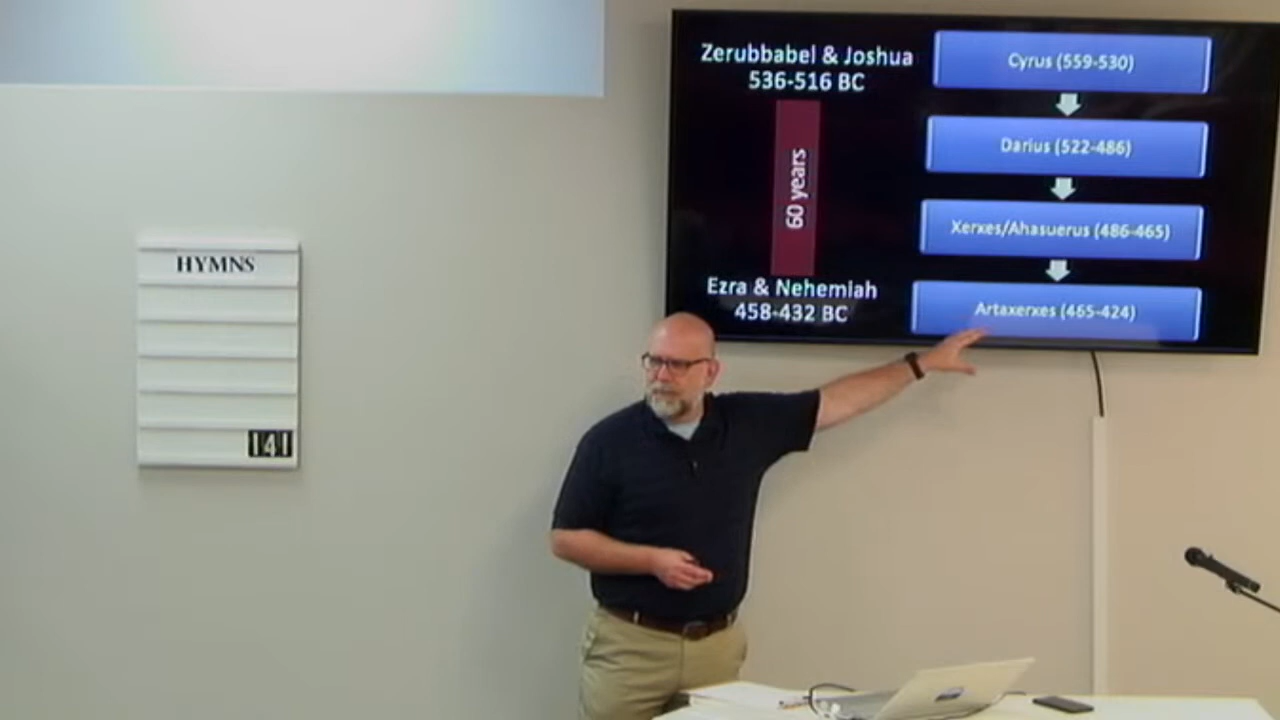 Zerubbabel & Joshua
536-516 BC
60 years
Ezra & Nehemiah
458-432 BC
Cyrus (559-530)
Darius (522-486)
Xerxes/Ahasuerus (486-465)
Artaxerxes (465-424)
HYMNS
141